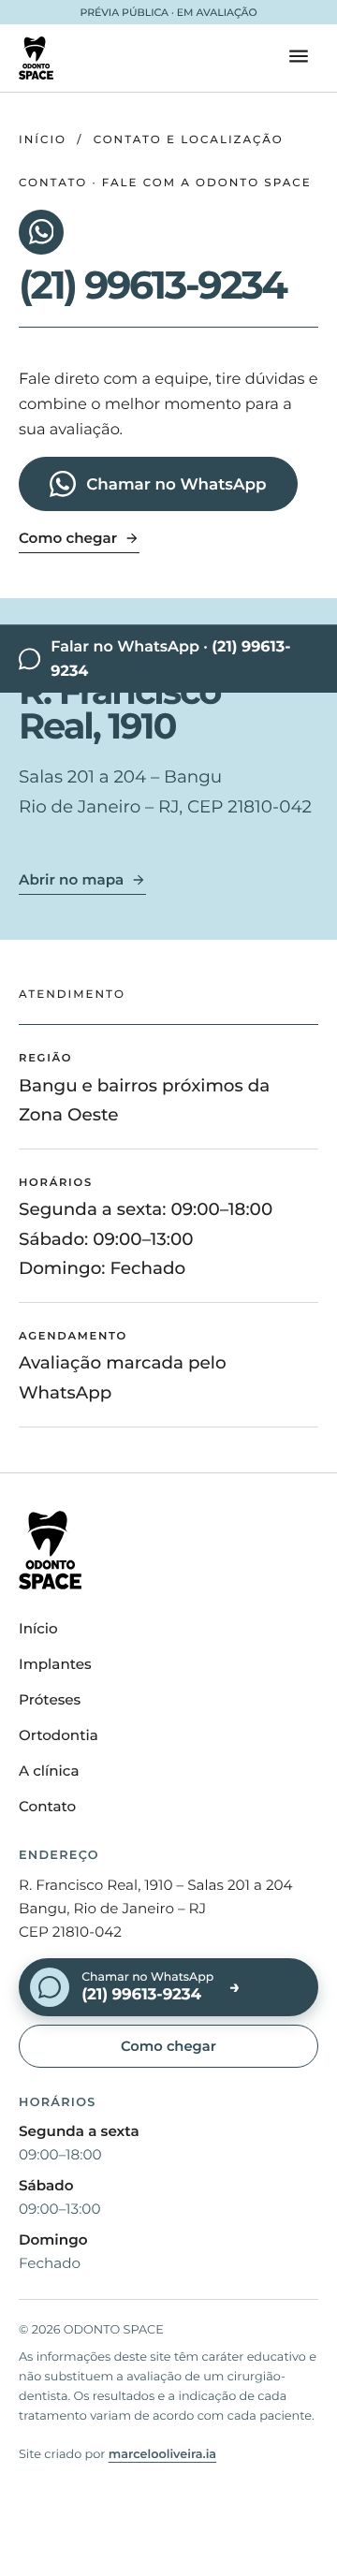 PRÉVIA PÚBLICA · EM AVALIAÇÃO
ODONTO
SPACE
INÍCIO / CONTATO E LOCALIZAÇÃO
CONTATO · FALE COM A ODONTO SPACE
(21) 99613-9234
Fale direto com a equipe, tire dúvidas e
combine o melhor momento para a
sua avaliação.
Chamar no WhatsApp
Como chegar →
Falar no WhatsApp · (21) 99613-
9234
R. Francisco
Real, 1910
Salas 201 a 204 – Bangu
Rio de Janeiro – RJ, CEP 21810-042
Abrir no mapa →
ATENDIMENTO
REGIÃO
Bangu e bairros próximos da
Zona Oeste
HORÁRIOS
Segunda a sexta: 09:00–18:00
Sábado: 09:00–13:00
Domingo: Fechado
AGENDAMENTO
Avaliação marcada pelo
WhatsApp
ODONTO
SPACE
Início
Implantes
Próteses
Ortodontia
A clínica
Contato
ENDEREÇO
R. Francisco Real, 1910 – Salas 201 a 204
Bangu, Rio de Janeiro – RJ
CEP 21810-042
Chamar no WhatsApp
(21) 99613-9234 →
Como chegar
HORÁRIOS
Segunda a sexta
09:00–18:00
Sábado
09:00–13:00
Domingo
Fechado
© 2026 ODONTO SPACE
As informações deste site têm caráter educativo e
não substituem a avaliação de um cirurgião-
dentista. Os resultados e a indicação de cada
tratamento variam de acordo com cada paciente.
Site criado por marcelooliveira.ia